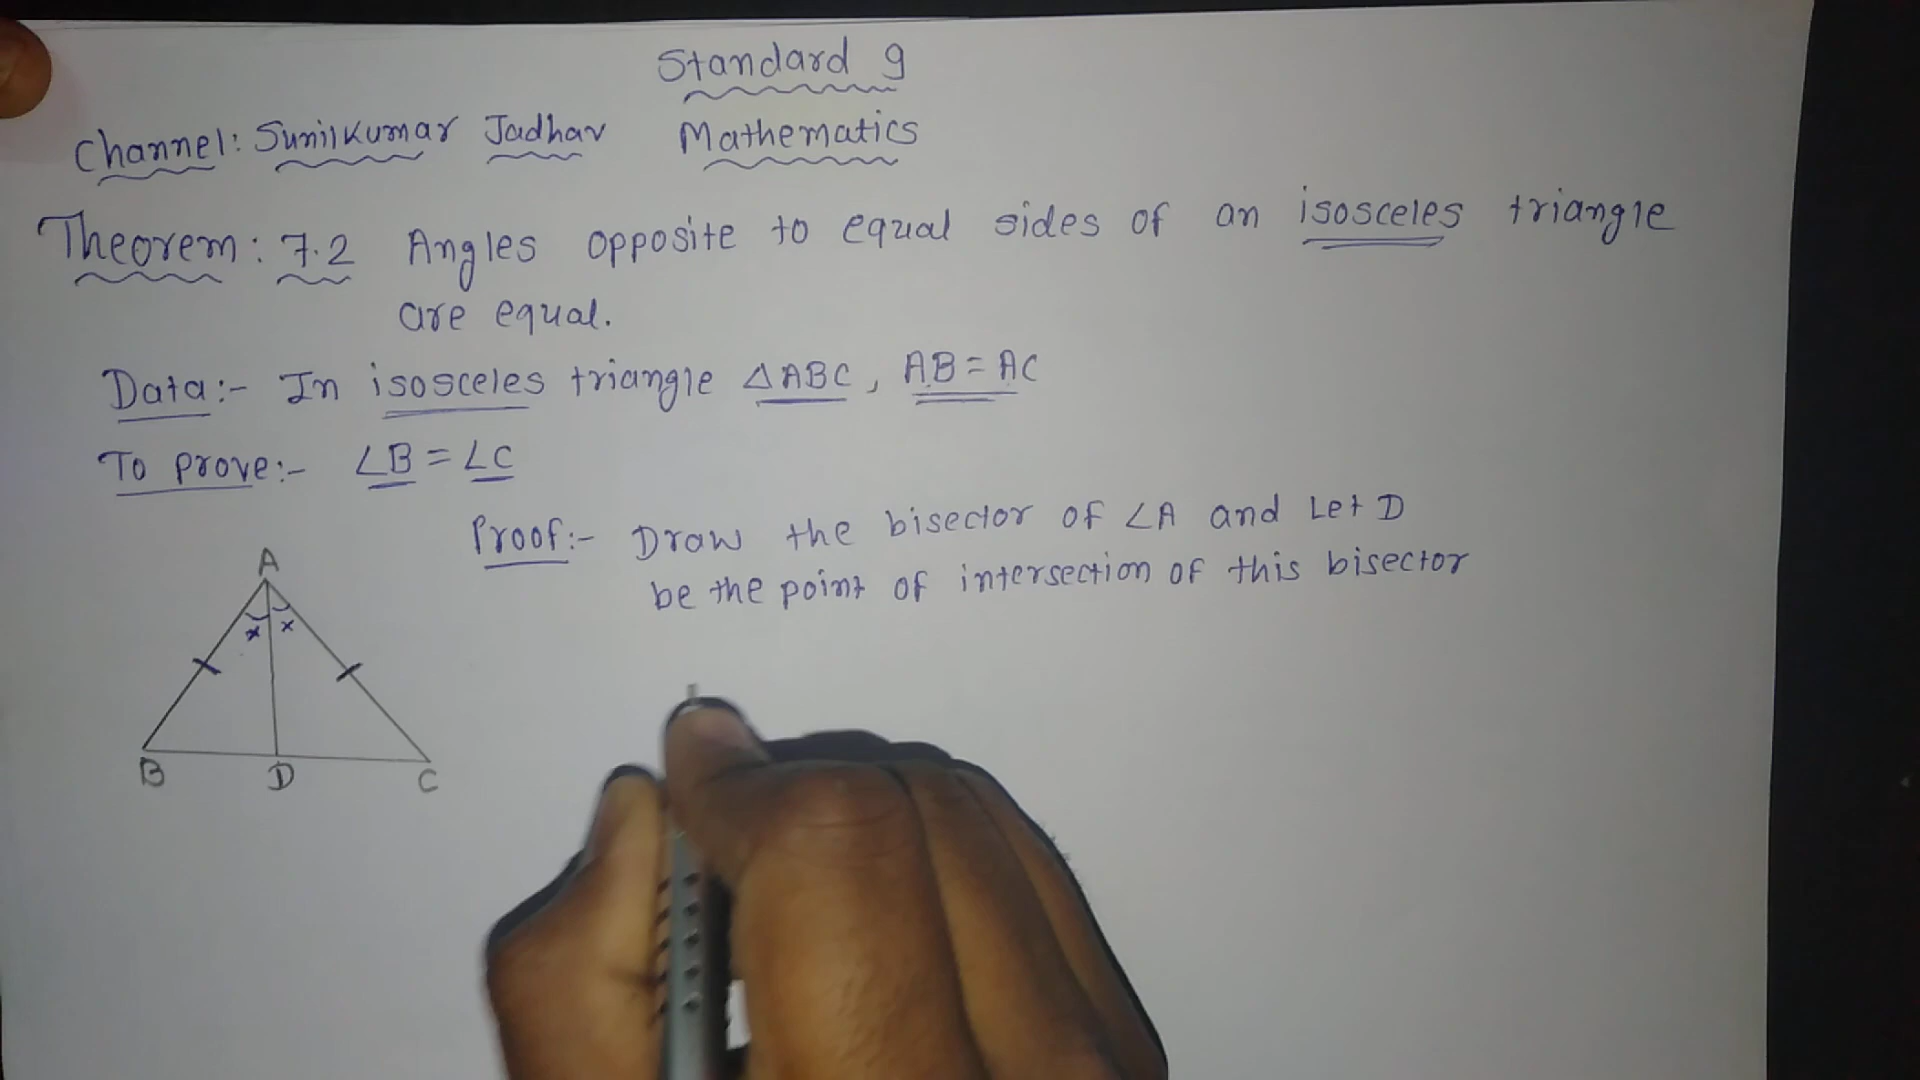 Standard 9
Channel: Sunilkumar Jadhav Mathematics
Theorem: 7.2 Angles opposite to equal sides of an isosceles triangle
are equal.
Data:- In isosceles triangle △ABC, AB = AC
To prove:- ∠B = ∠C
Proof:- Draw the bisector of ∠A and Let D
be the point of intersection of this bisector
A
x x
B D C